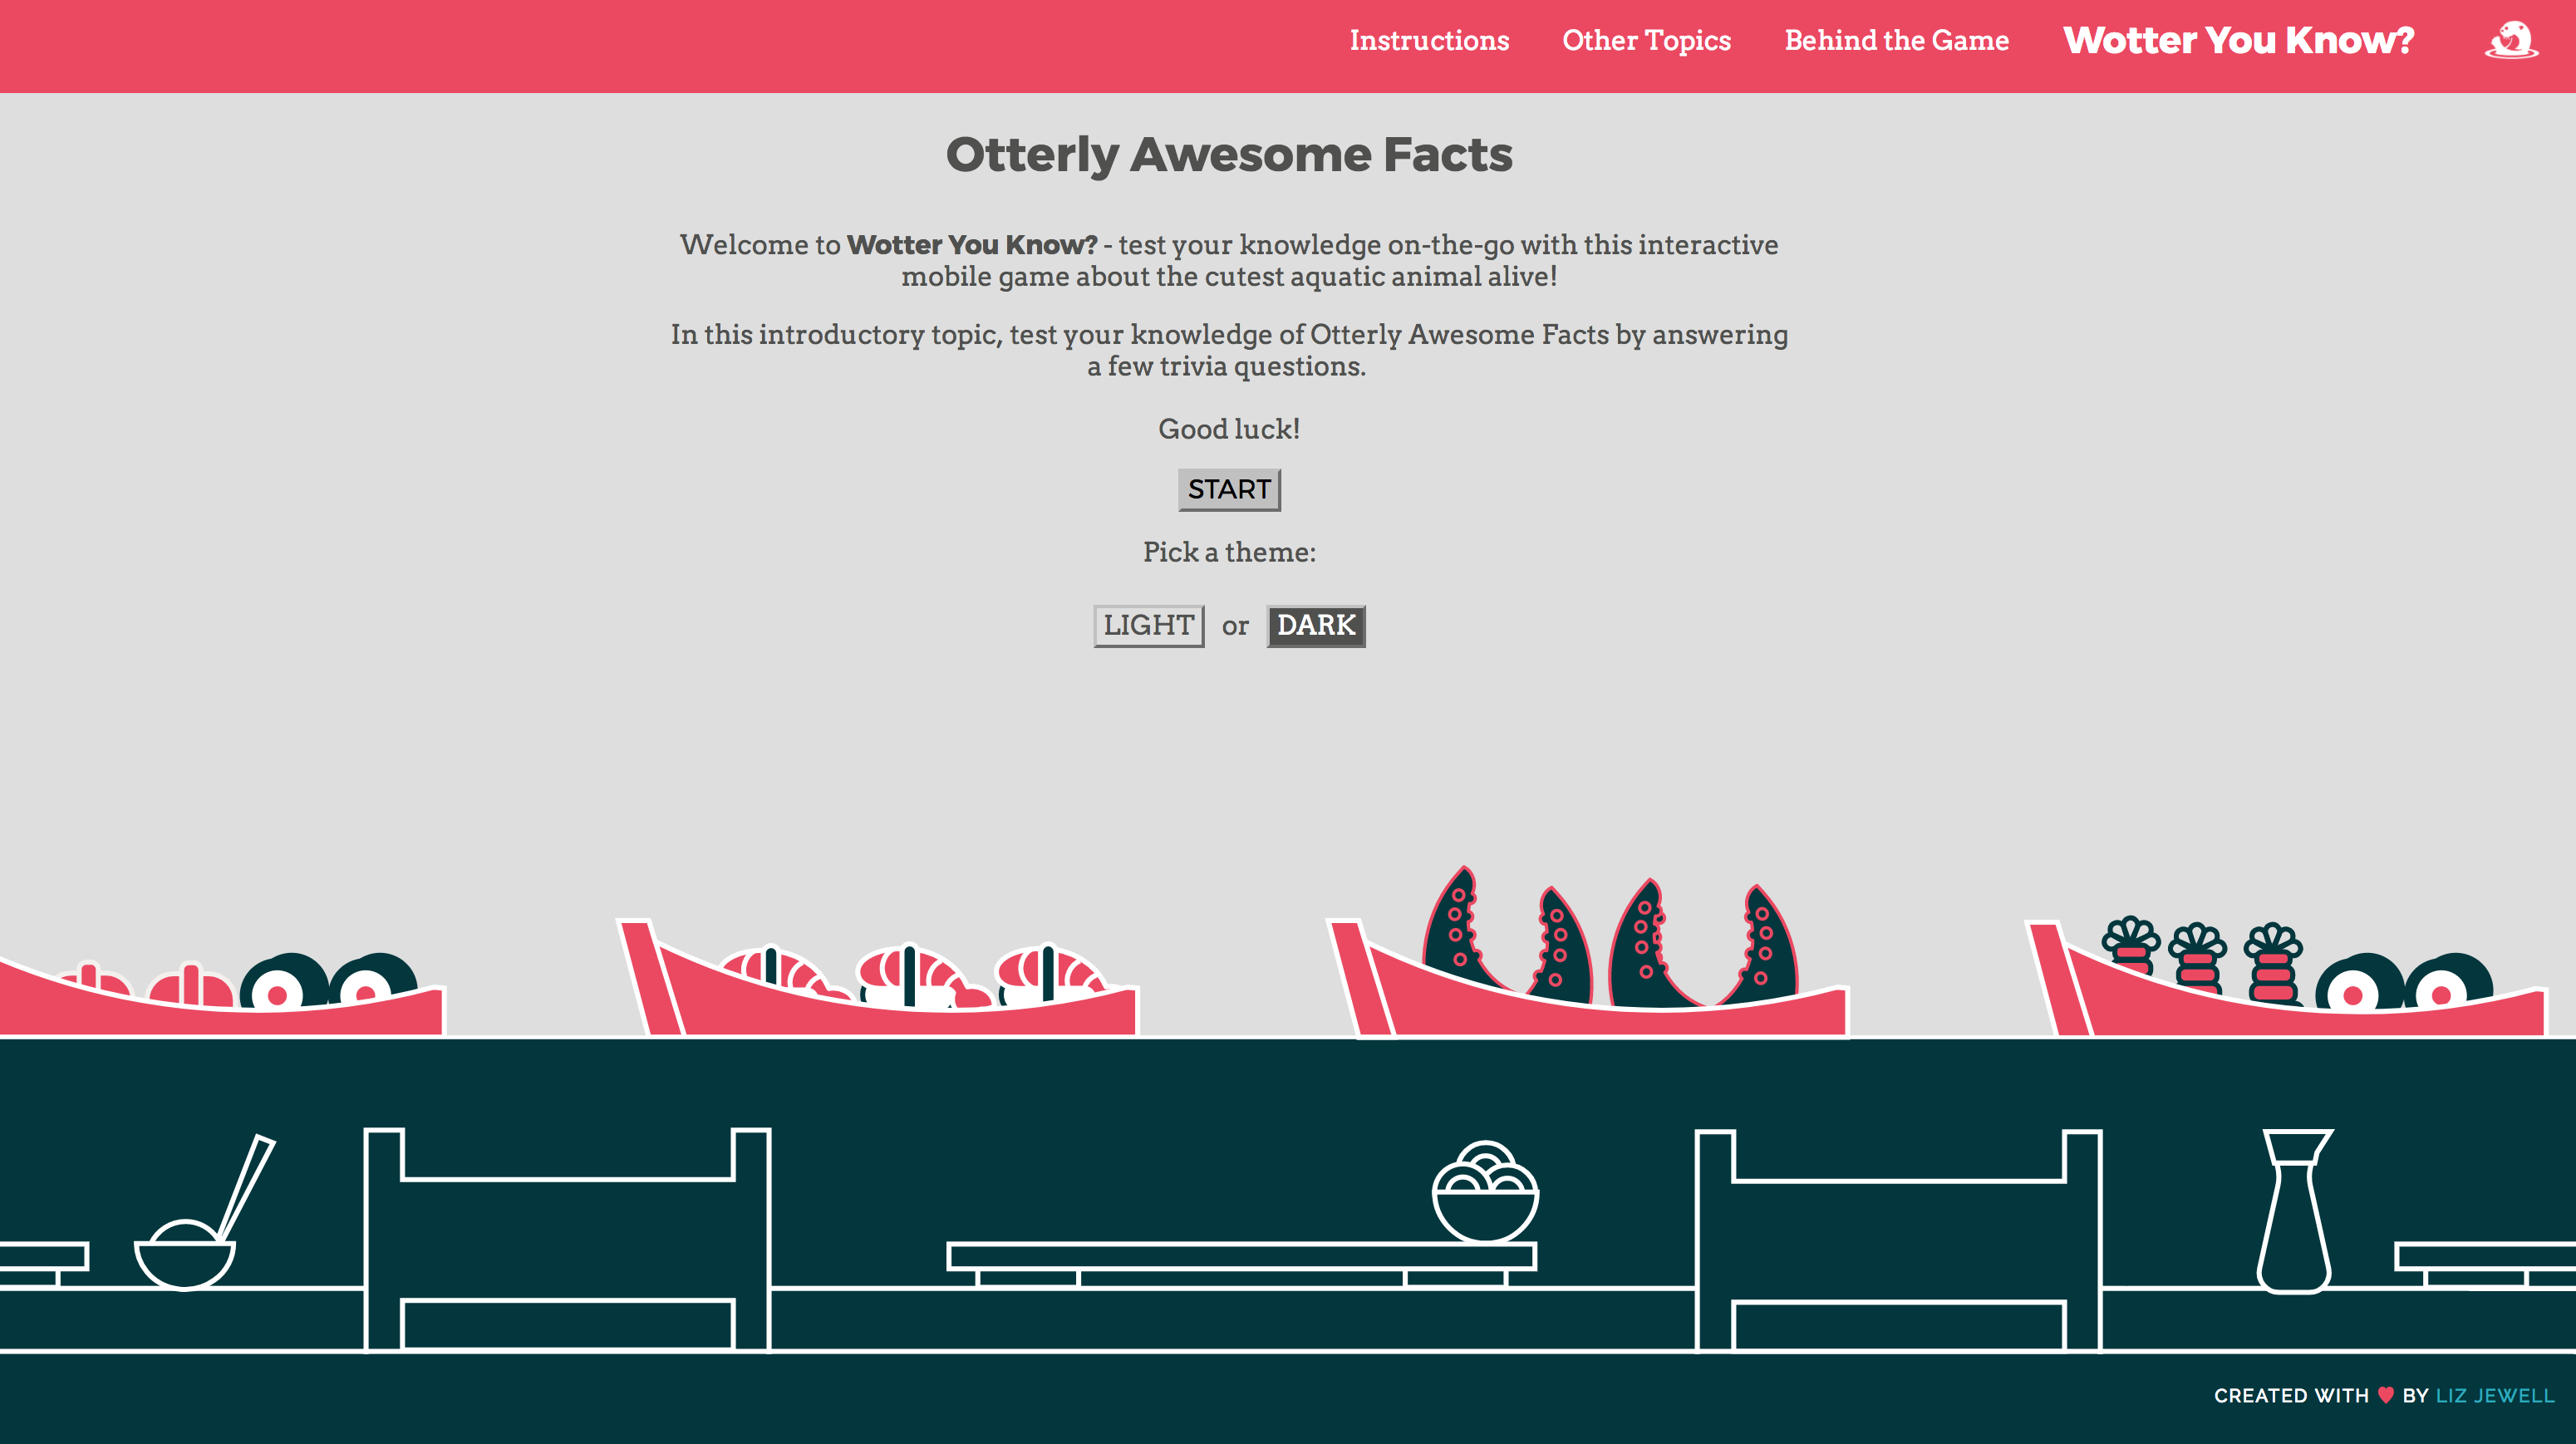 Instructions Other Topics Behind the Game Wotter You Know?
Otterly Awesome Facts
Welcome to Wotter You Know? - test your knowledge on-the-go with this interactive
mobile game about the cutest aquatic animal alive!
In this introductory topic, test your knowledge of Otterly Awesome Facts by answering
a few trivia questions.
Good luck!
START
Pick a theme:
LIGHT or DARK
CREATED WITH ♥ BY LIZ JEWELL